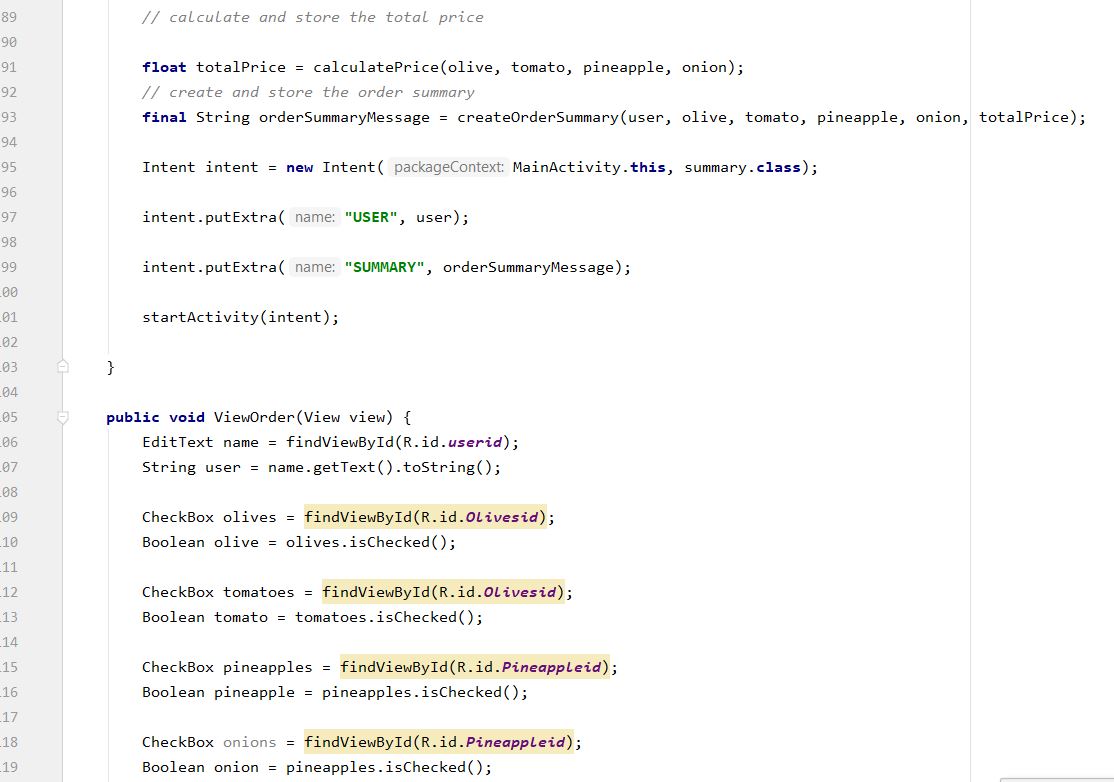 89 // calculate and store the total price
90
91 float totalPrice = calculatePrice(olive, tomato, pineapple, onion);
92 // create and store the order summary
93 final String orderSummaryMessage = createOrderSummary(user, olive, tomato, pineapple, onion, totalPrice);
94
95 Intent intent = new Intent( packageContext: MainActivity.this, summary.class);
96
97 intent.putExtra( name: "USER", user);
98
99 intent.putExtra( name: "SUMMARY", orderSummaryMessage);
00
01 startActivity(intent);
02
03 }
04
05 public void ViewOrder(View view) {
06 EditText name = findViewById(R.id.userid);
07 String user = name.getText().toString();
08
09 CheckBox olives = findViewById(R.id.Olivesid);
10 Boolean olive = olives.isChecked();
11
12 CheckBox tomatoes = findViewById(R.id.Olivesid);
13 Boolean tomato = tomatoes.isChecked();
14
15 CheckBox pineapples = findViewById(R.id.Pineappleid);
16 Boolean pineapple = pineapples.isChecked();
17
18 CheckBox onions = findViewById(R.id.Pineappleid);
19 Boolean onion = pineapples.isChecked();